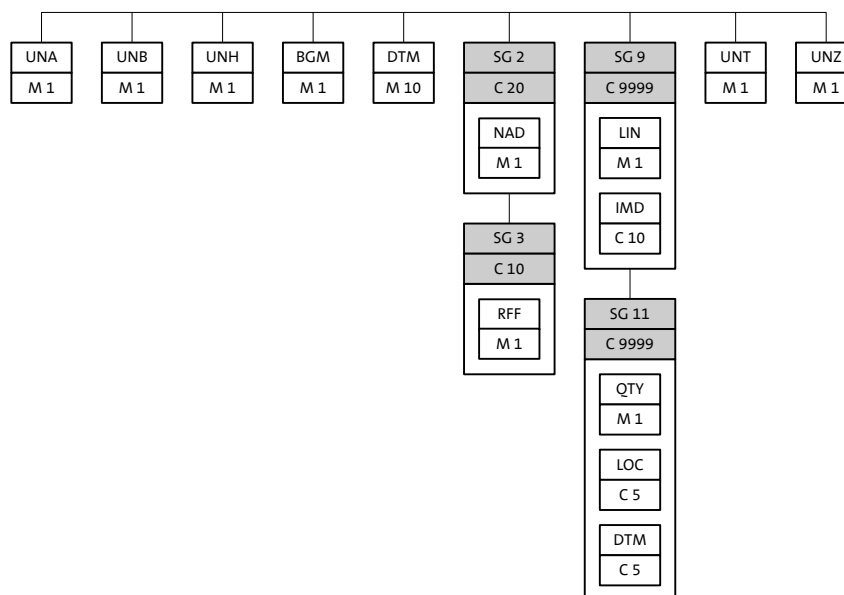 UNA
M 1
UNB
M 1
UNH
M 1
BGM
M 1
DTM
M 10
SG 2
C 20
NAD
M 1
SG 3
C 10
RFF
M 1
SG 9
C 9999
LIN
M 1
IMD
C 10
SG 11
C 9999
QTY
M 1
LOC
C 5
DTM
C 5
UNT
M 1
UNZ
M 1